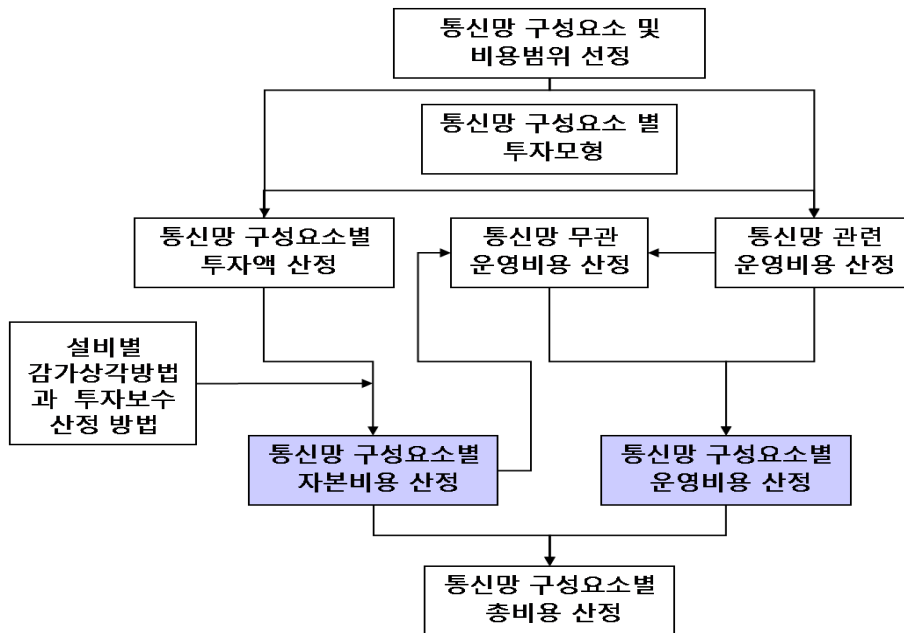 통신망 구성요소 및
비용범위 선정
통신망 구성요소 별
투자모형
통신망 구성요소별
투자액 산정
통신망 무관
운영비용 산정
통신망 관련
운영비용 산정
설비별
감가상각방법
과 투자보수
산정 방법
통신망 구성요소별
자본비용 산정
통신망 구성요소별
운영비용 산정
통신망 구성요소별
총비용 산정